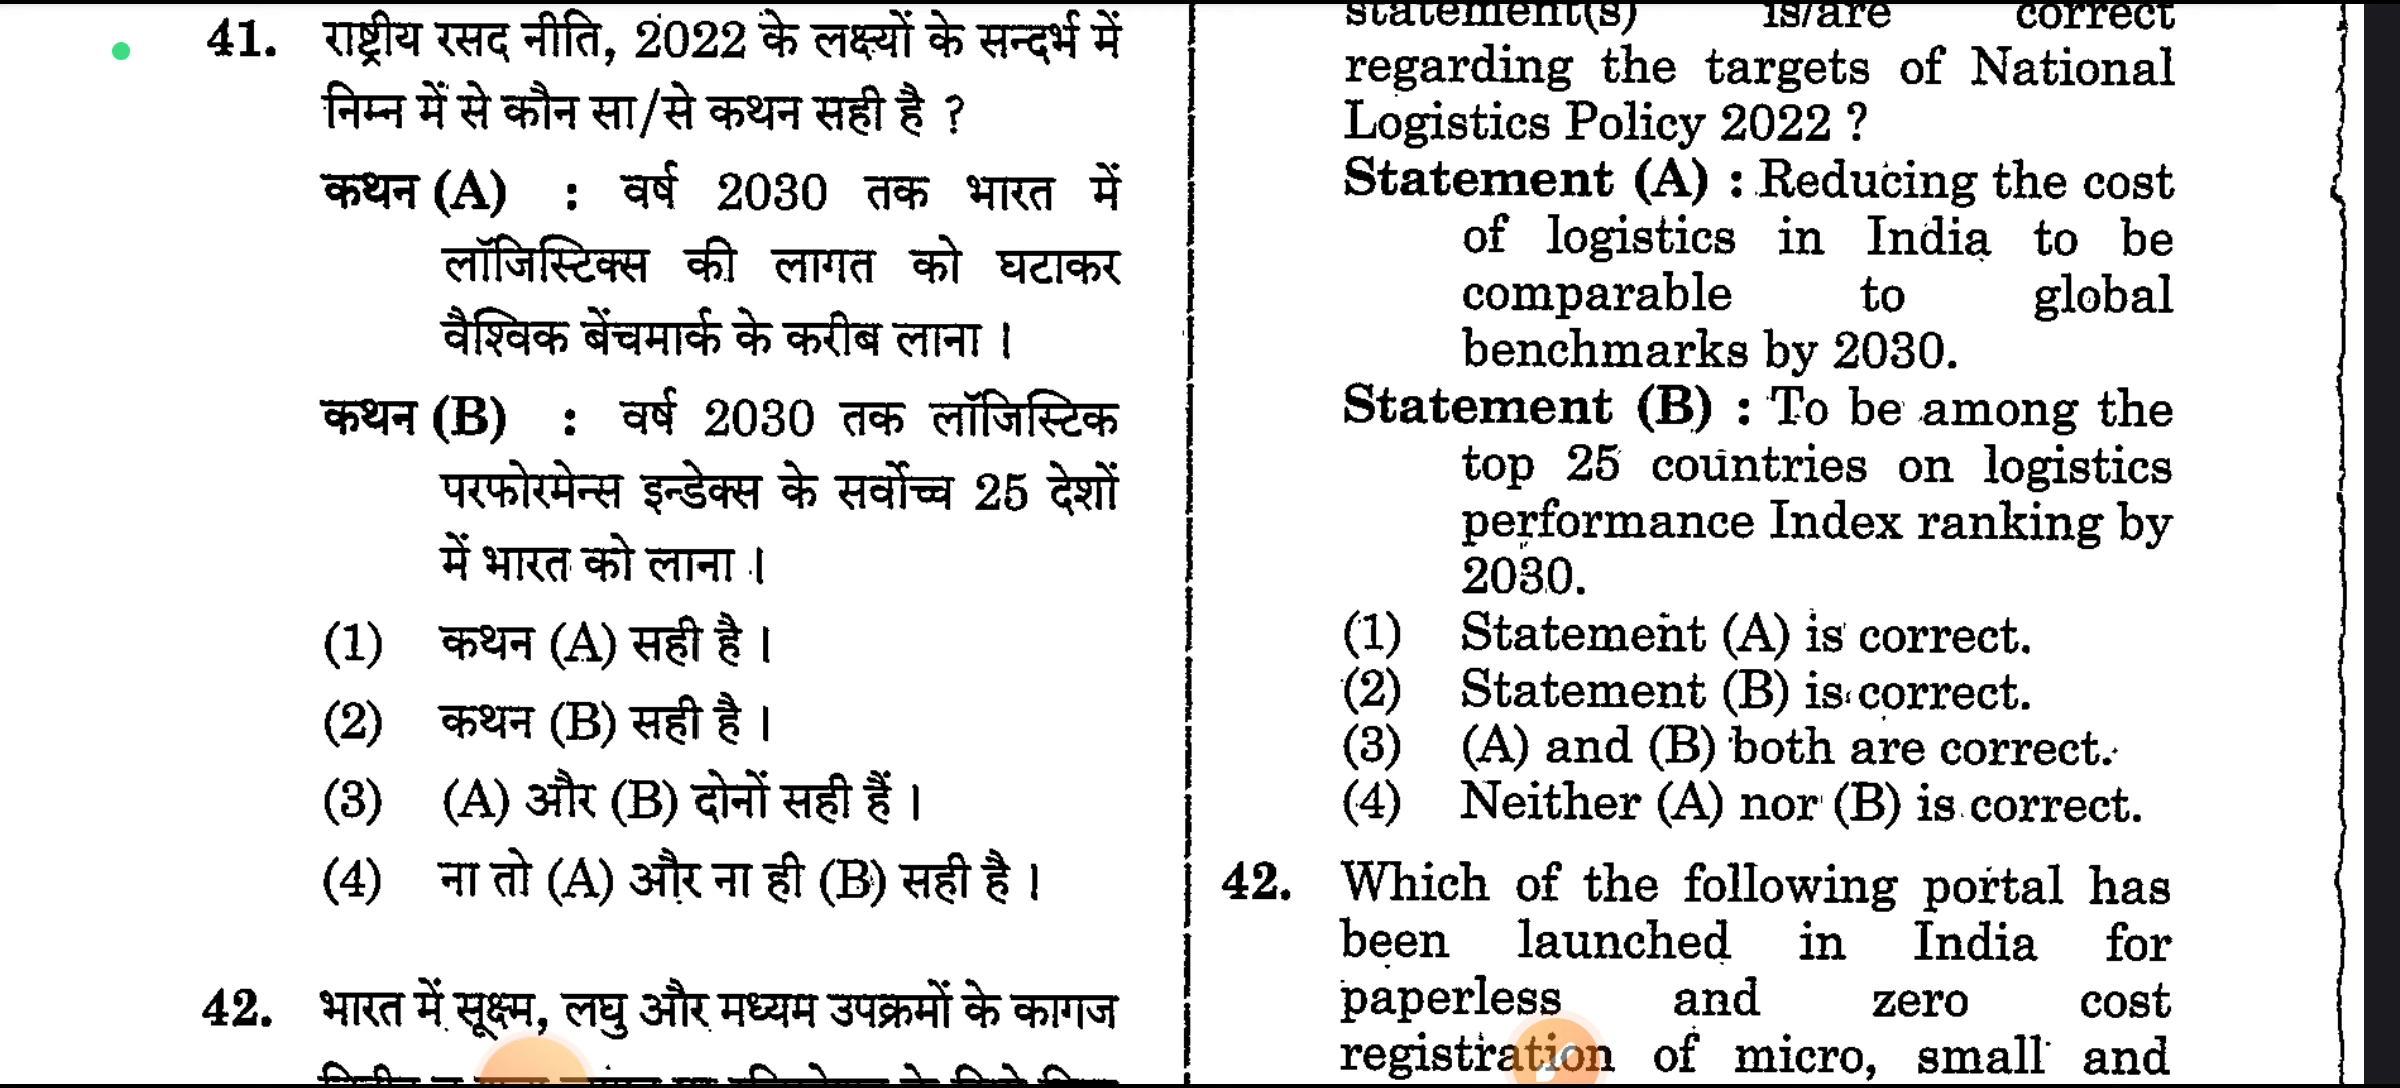 41. राष्ट्रीय रसद नीति, 2022 के लक्ष्यों के सन्दर्भ में
निम्न में से कौन सा/से कथन सही है ?
कथन (A) : वर्ष 2030 तक भारत में
लॉजिस्टिक्स की लागत को घटाकर
वैश्विक बेंचमार्क के करीब लाना ।
कथन (B) : वर्ष 2030 तक लॉजिस्टिक
परफोरमेन्स इन्डेक्स के सर्वोच्च 25 देशों
में भारत को लाना ।
(1) कथन (A) सही है ।
(2) कथन (B) सही है ।
(3) (A) और (B) दोनों सही हैं ।
(4) ना तो (A) और ना ही (B) सही है ।
42. भारत में सूक्ष्म, लघु और मध्यम उपक्रमों के कागज
statement(s) is/are correct
regarding the targets of National
Logistics Policy 2022 ?
Statement (A) : Reducing the cost
of logistics in India to be
comparable to global
benchmarks by 2030.
Statement (B) : To be among the
top 25 countries on logistics
performance Index ranking by
2030.
(1) Statement (A) is correct.
(2) Statement (B) is correct.
(3) (A) and (B) both are correct.
(4) Neither (A) nor (B) is correct.
42. Which of the following portal has
been launched in India for
paperless and zero cost
registration of micro, small and